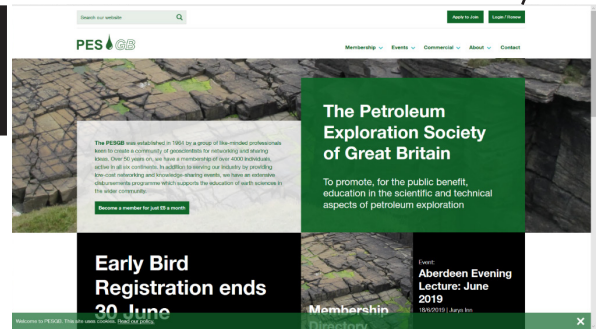 Search our website
Apply to Join
Login / Renew
PES GB
Membership
Events
Commercial
About
Contact
The Petroleum
Exploration Society
of Great Britain
To promote, for the public benefit,
education in the scientific and technical
aspects of petroleum exploration
The PESGB was established in 1964 by a group of like-minded professionals
keen to create a community of geoscientists for networking and sharing
ideas. Over 50 years on, we have a membership of over 4000 individuals,
active in all six continents. In addition to serving our industry by providing
low-cost networking and knowledge-sharing events, we have an extensive
disbursements programme which supports the education of earth sciences in
the wider community.
Become a member for just £5 a month
Early Bird
Registration ends
30 June
Membership
Directory
Event:
Aberdeen Evening
Lecture: June
2019
18/6/2019 | Jurys Inn
Welcome to PESGB. This site uses cookies. Read our policy.